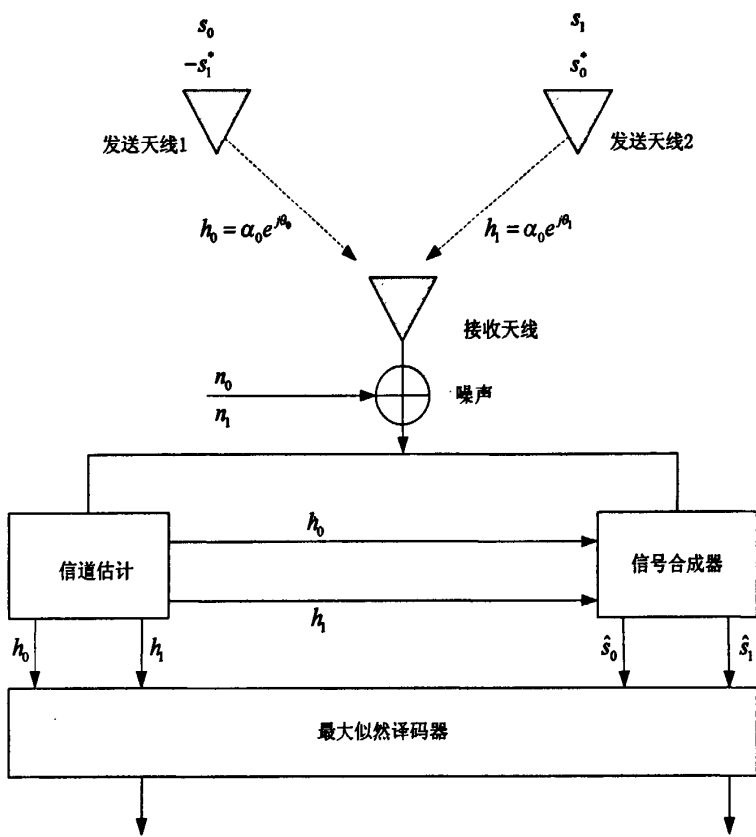 s₀
s₁
−s₁*
s₀*
发送天线1
发送天线2
h₀ = α₀e^{jθ₀}
h₁ = α₀e^{jθ₁}
接收天线
n₀
n₁
噪声
h₀
信道估计
信号合成器
h₁
h₀
h₁
ŝ₀
ŝ₁
最大似然译码器